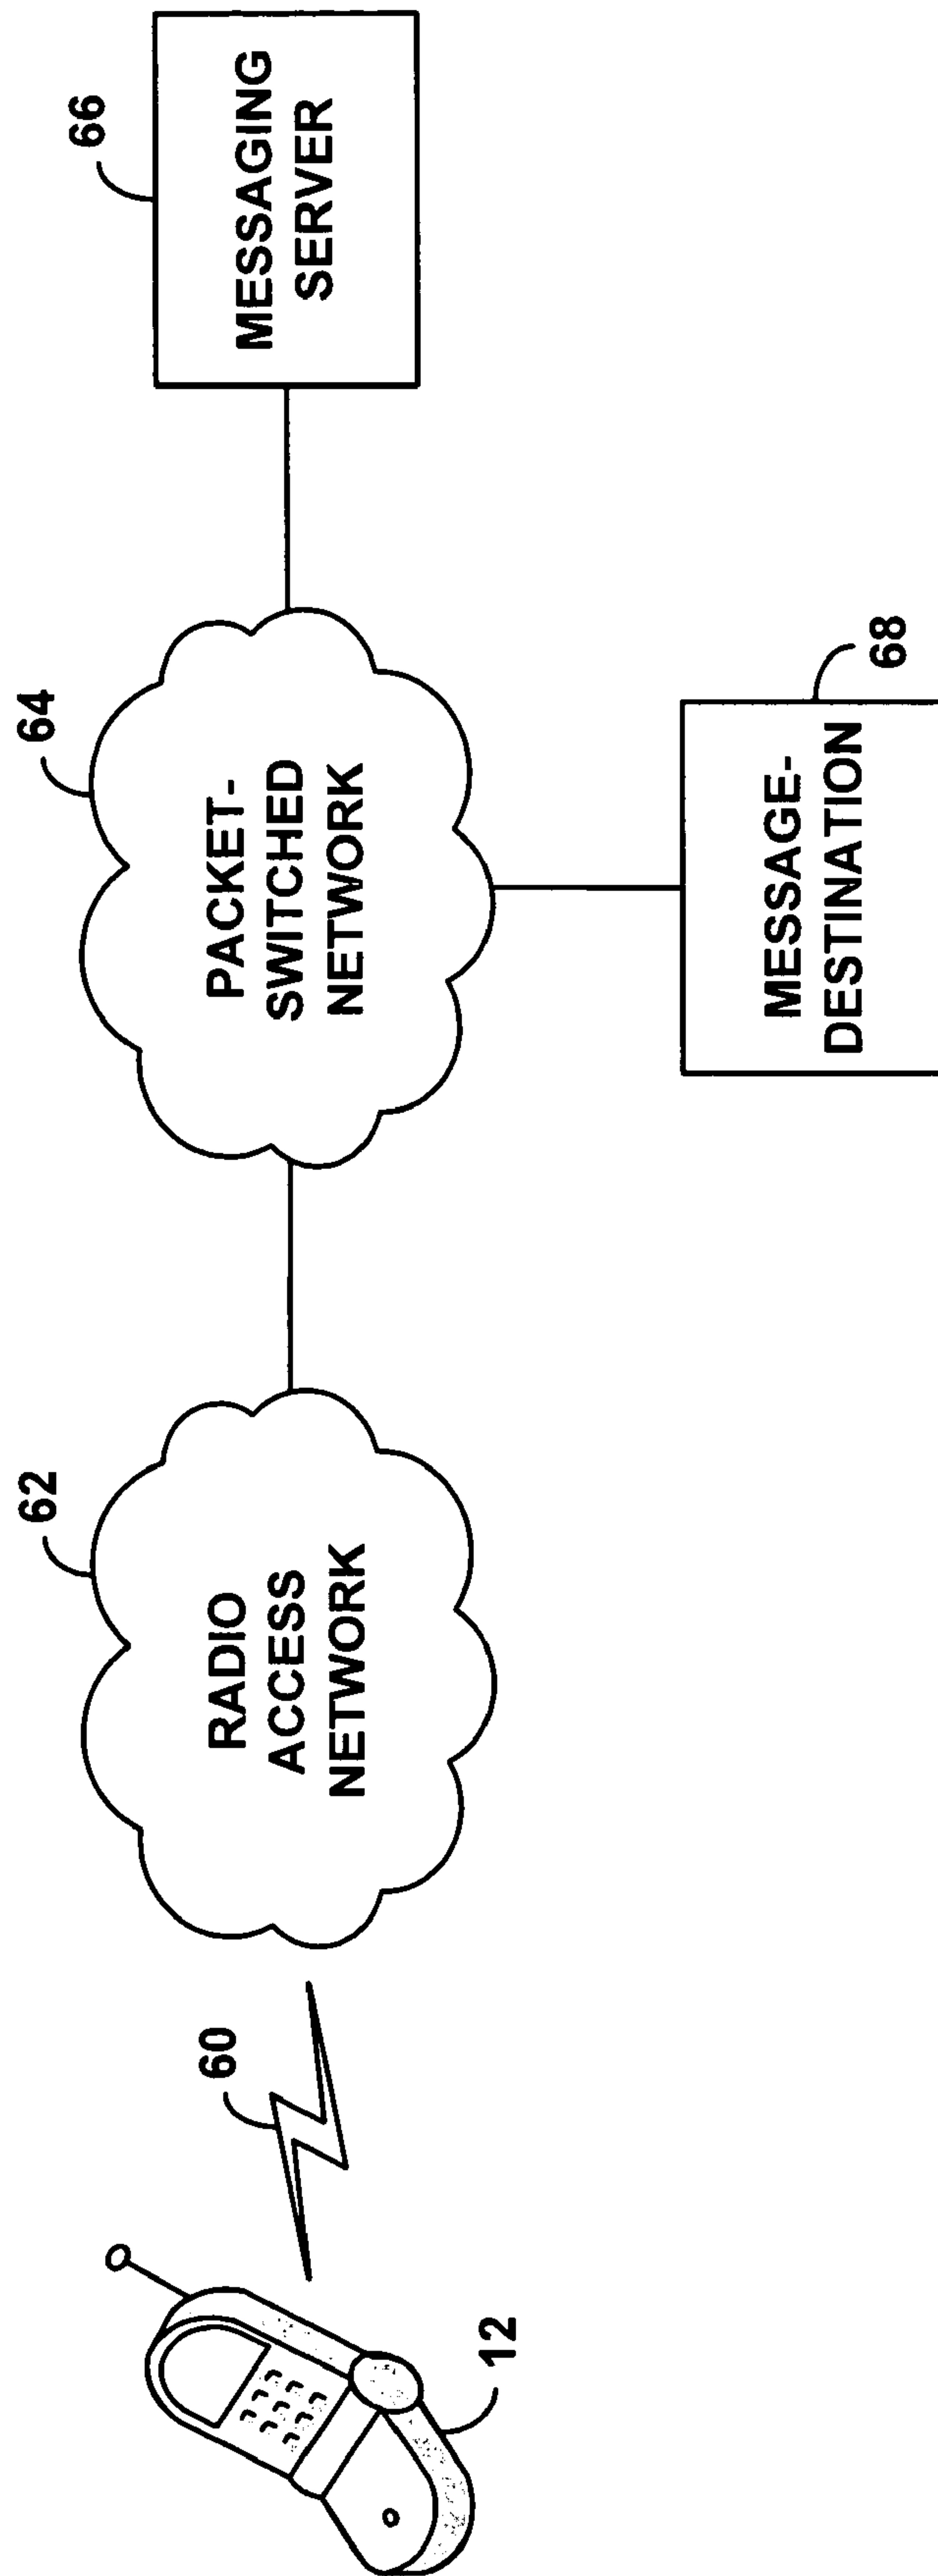 12
60
62
RADIO
ACCESS
NETWORK
64
PACKET-
SWITCHED
NETWORK
66
MESSAGING
SERVER
68
MESSAGE-
DESTINATION